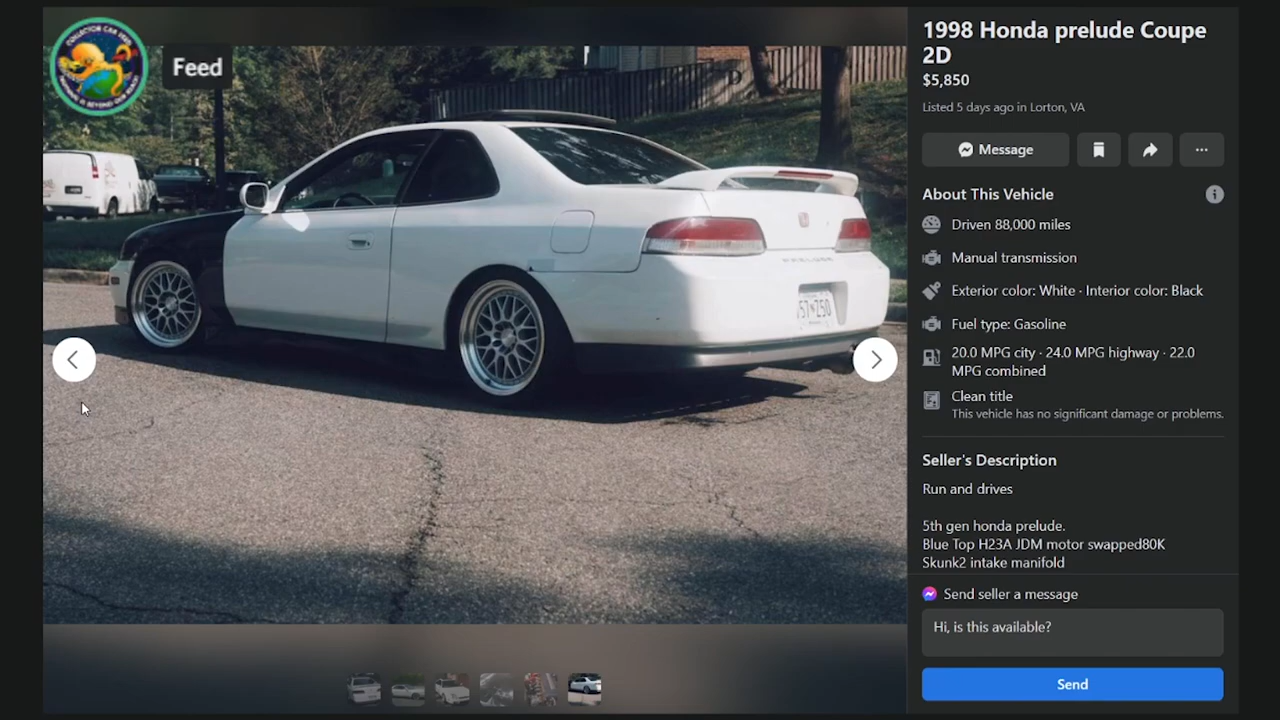 COLLECTOR CAR FEED
Feed
1998 Honda prelude Coupe
2D
$5,850
Listed 5 days ago in Lorton, VA
Message
About This Vehicle
Driven 88,000 miles
Manual transmission
Exterior color: White · Interior color: Black
Fuel type: Gasoline
20.0 MPG city · 24.0 MPG highway · 22.0
MPG combined
Clean title
This vehicle has no significant damage or problems.
Seller's Description
Run and drives
5th gen honda prelude.
Blue Top H23A JDM motor swapped80K
Skunk2 intake manifold
Send seller a message
Hi, is this available?
Send